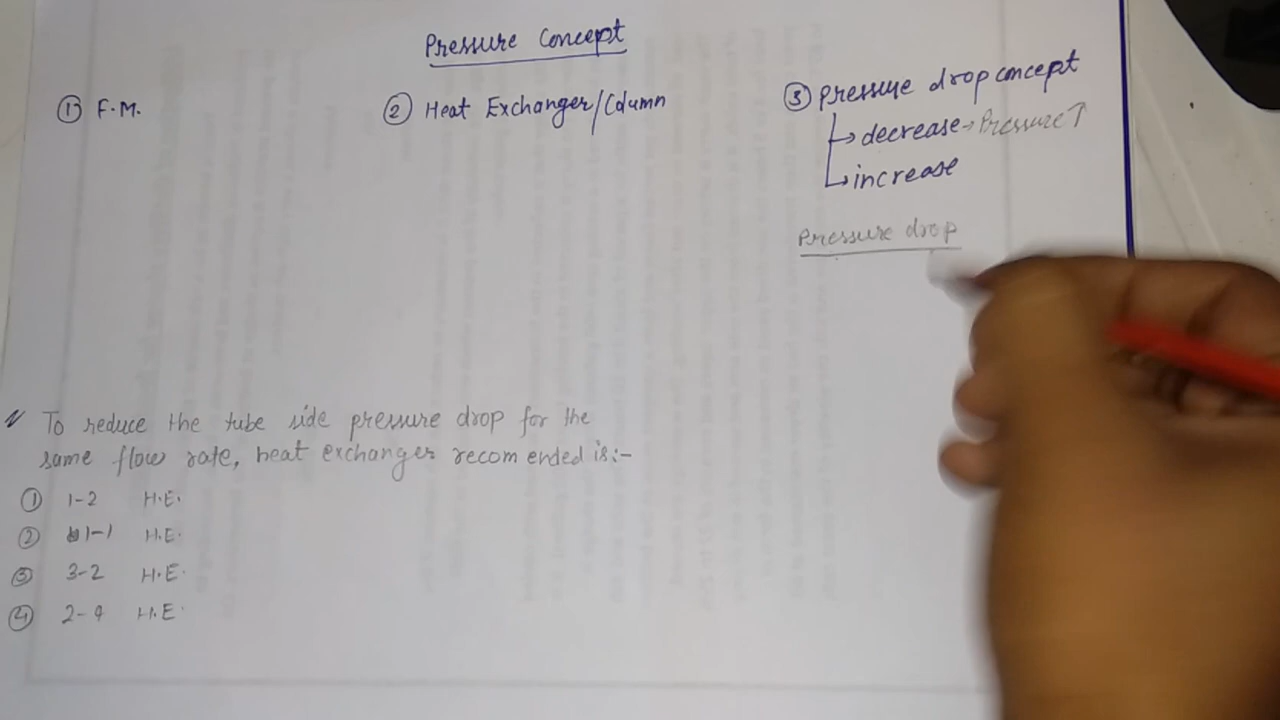 Pressure Concept
① F.M.
② Heat Exchanger/Column
③ Pressure drop concept
↳ decrease → Pressure ↑
↳ increase
Pressure drop
To reduce the tube side pressure drop for the
same flow rate, heat exchanger recom ended is:-
① 1-2 H.E.
② 1-1 H.E.
③ 3-2 H.E.
④ 2-4 H.E.